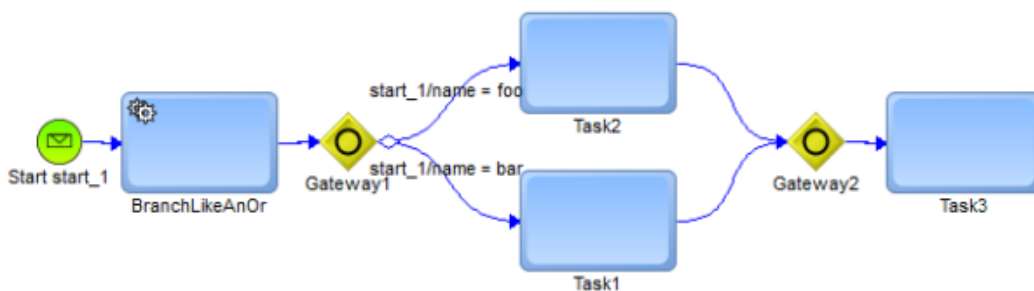 start_1/name = foo
Task2
Start start_1
BranchLikeAnOr
Gateway1
start_1/name = bar
Task1
Gateway2
Task3